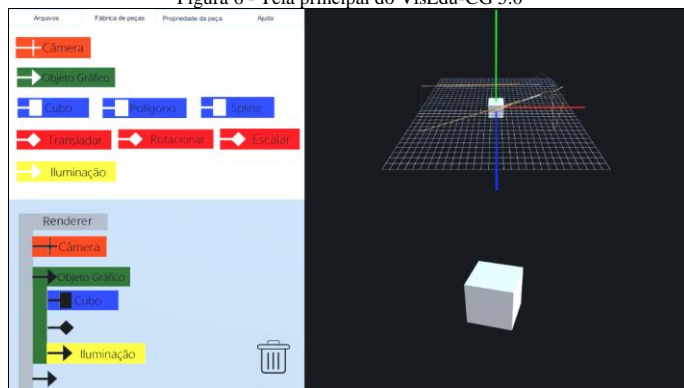 Figura 6 - Tela principal do VisEdu-CG 5.0
Arquivos Fábrica de peças Propriedade da peça Ajuda
Câmera
Objeto Gráfico
Cubo Polígono Spline
Transladar Rotacionar Escalar
Iluminação
Renderer
Câmera
Objeto Gráfico
Cubo
Iluminação